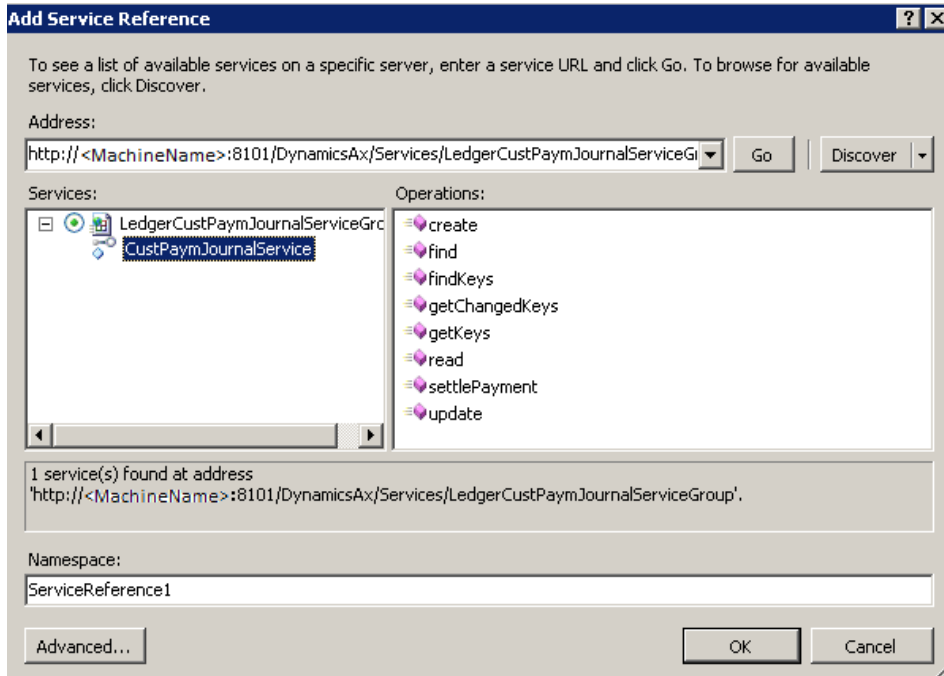 Add Service Reference
To see a list of available services on a specific server, enter a service URL and click Go. To browse for available
services, click Discover.
Address:
http://<MachineName>:8101/DynamicsAx/Services/LedgerCustPaymJournalServiceGr
Go
Discover
Services:
Operations:
LedgerCustPaymJournalServiceGrc
CustPaymJournalService
create
find
findKeys
getChangedKeys
getKeys
read
settlePayment
update
1 service(s) found at address
'http://<MachineName>:8101/DynamicsAx/Services/LedgerCustPaymJournalServiceGroup'.
Namespace:
ServiceReference1
Advanced...
OK
Cancel